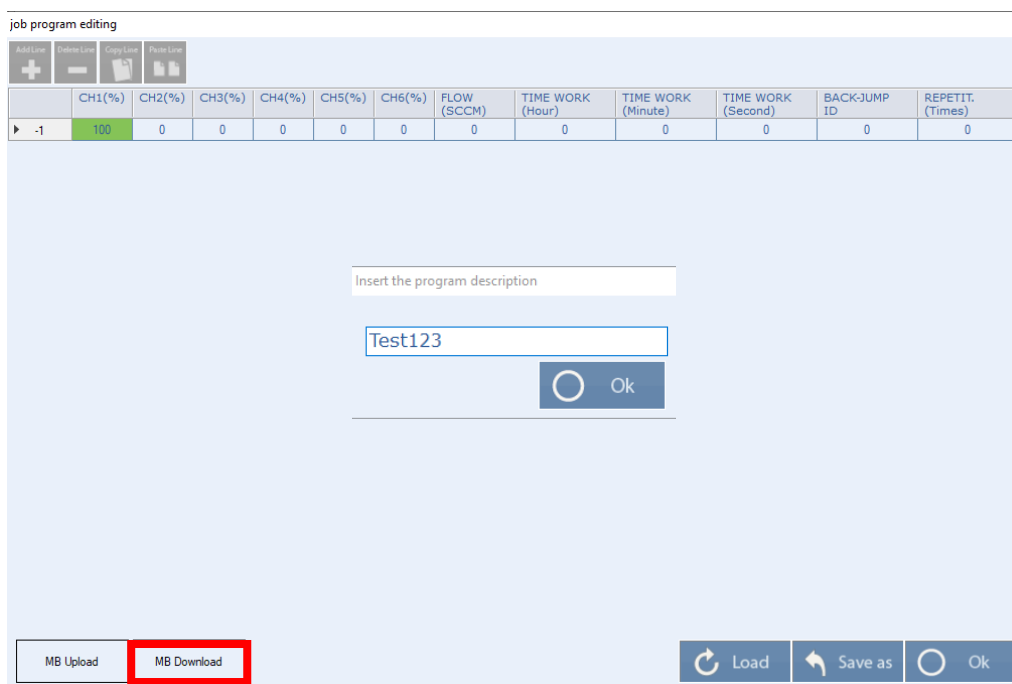 job program editing
Add Line Delete Line Copy Line Paste Line
CH1(%) CH2(%) CH3(%) CH4(%) CH5(%) CH6(%) FLOW (SCCM) TIME WORK (Hour) TIME WORK (Minute) TIME WORK (Second) BACK-JUMP ID REPETIT. (Times)
-1 100 0 0 0 0 0 0 0 0 0 0 0
Insert the program description
Test123
Ok
MB Upload MB Download Load Save as Ok